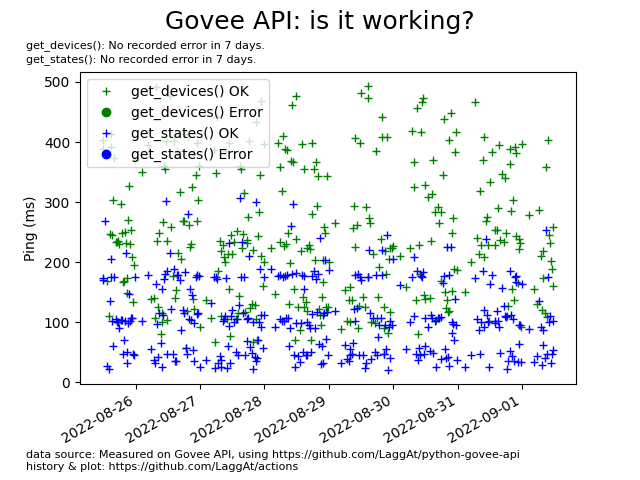 Govee API: is it working?
get_devices(): No recorded error in 7 days.
get_states(): No recorded error in 7 days.
get_devices() OK
get_devices() Error
get_states() OK
get_states() Error
Ping (ms)
500
400
300
200
100
0
2022-08-26
2022-08-27
2022-08-28
2022-08-29
2022-08-30
2022-08-31
2022-09-01
data source: Measured on Govee API, using https://github.com/LaggAt/python-govee-api
history & plot: https://github.com/LaggAt/actions